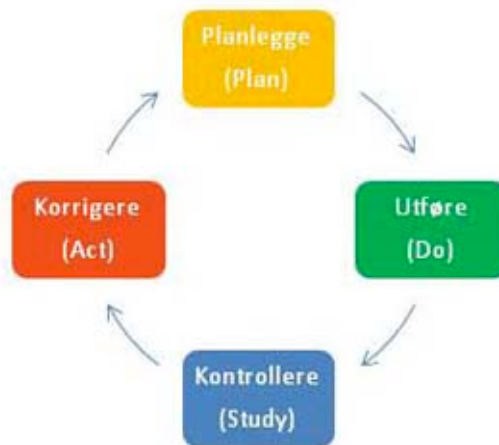 Planlegge
(Plan)
Utføre
(Do)
Kontrollere
(Study)
Korrigere
(Act)